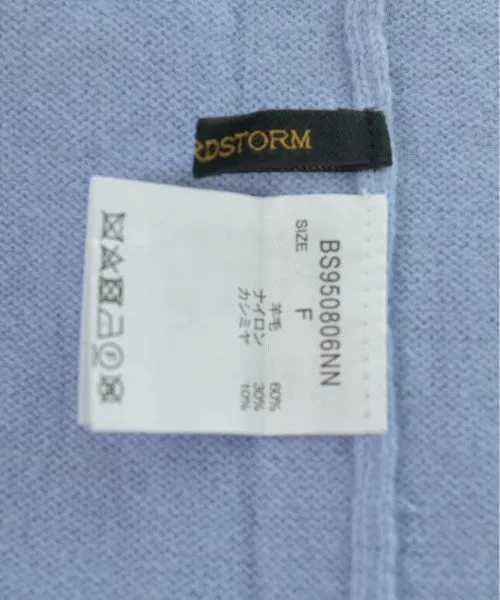 RDSTORM
BS950806NN
SIZE F
羊毛 60%
ナイロン 30%
カシミヤ 10%